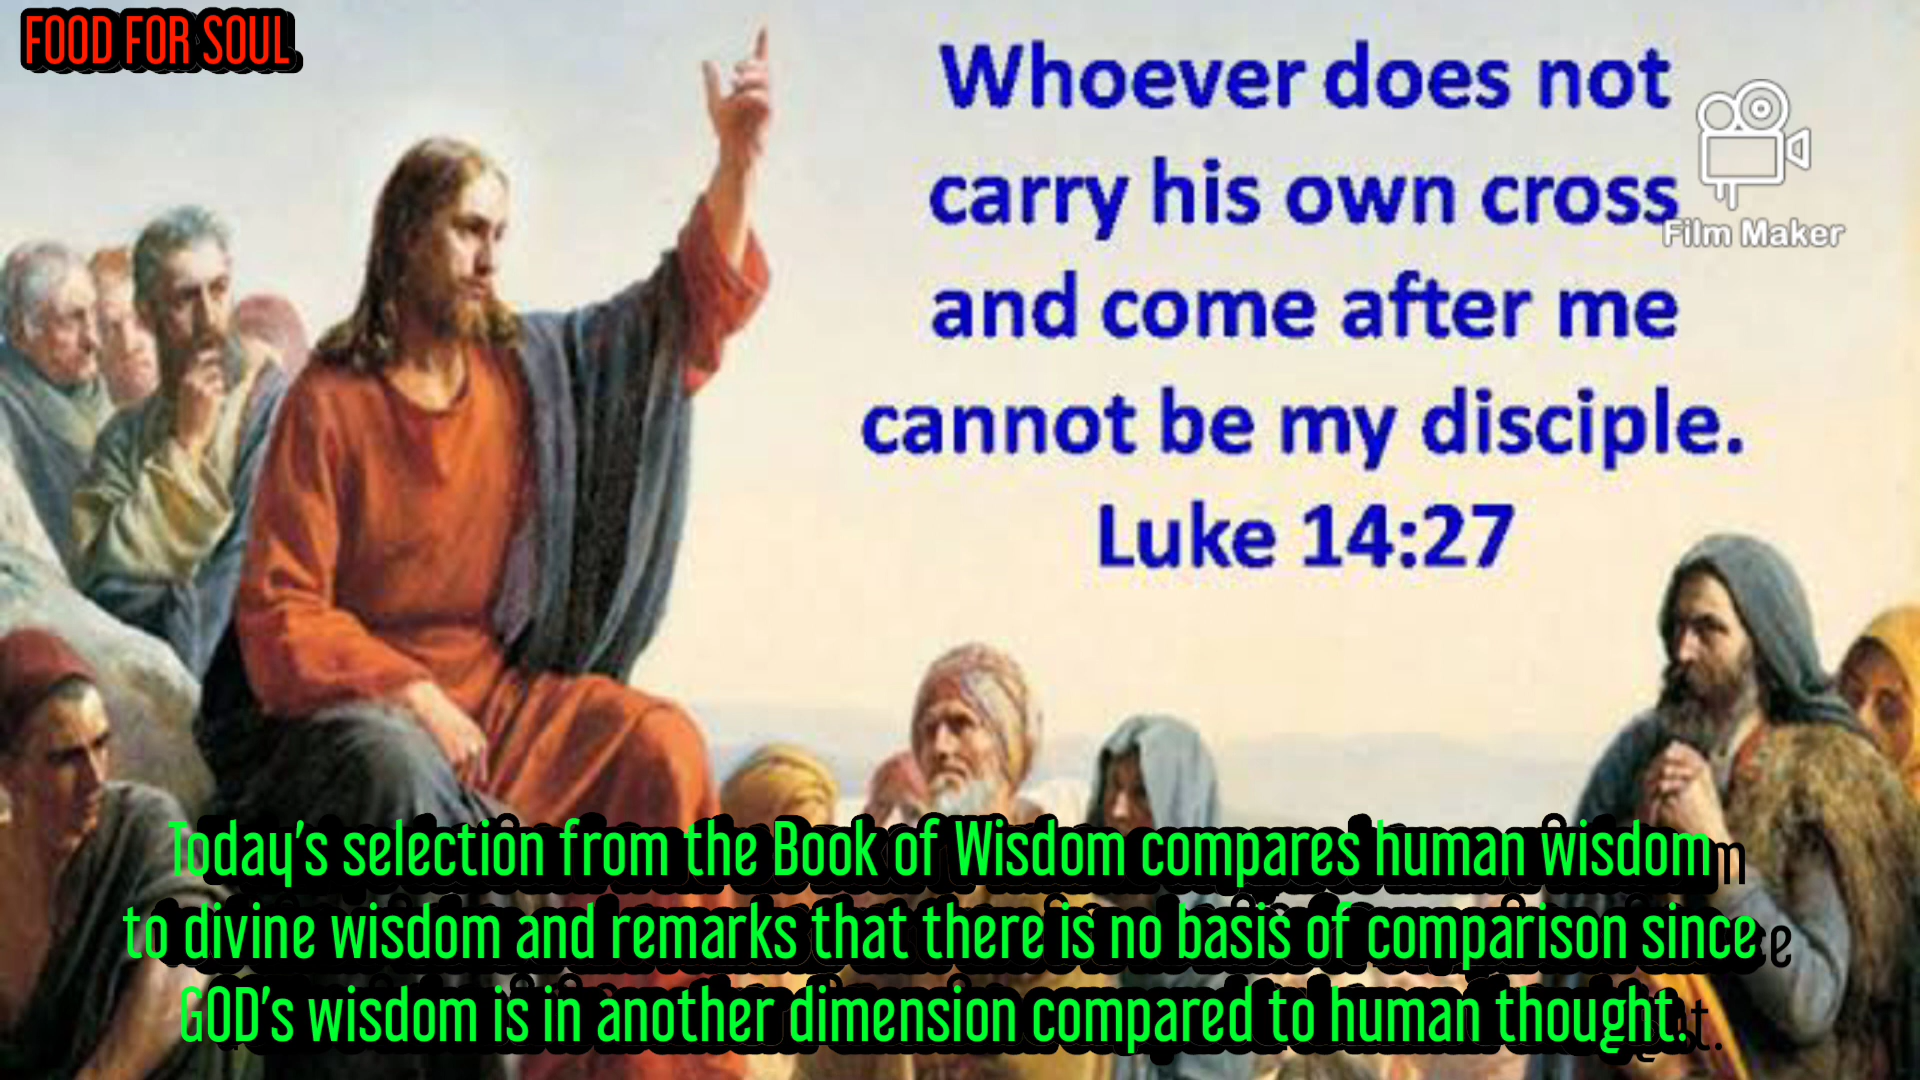 FOOD FOR SOUL
Whoever does not
carry his own cross
and come after me
cannot be my disciple.
Luke 14:27
Film Maker
Today's selection from the Book of Wisdom compares human wisdom
to divine wisdom and remarks that there is no basis of comparison since
GOD's wisdom is in another dimension compared to human thought.